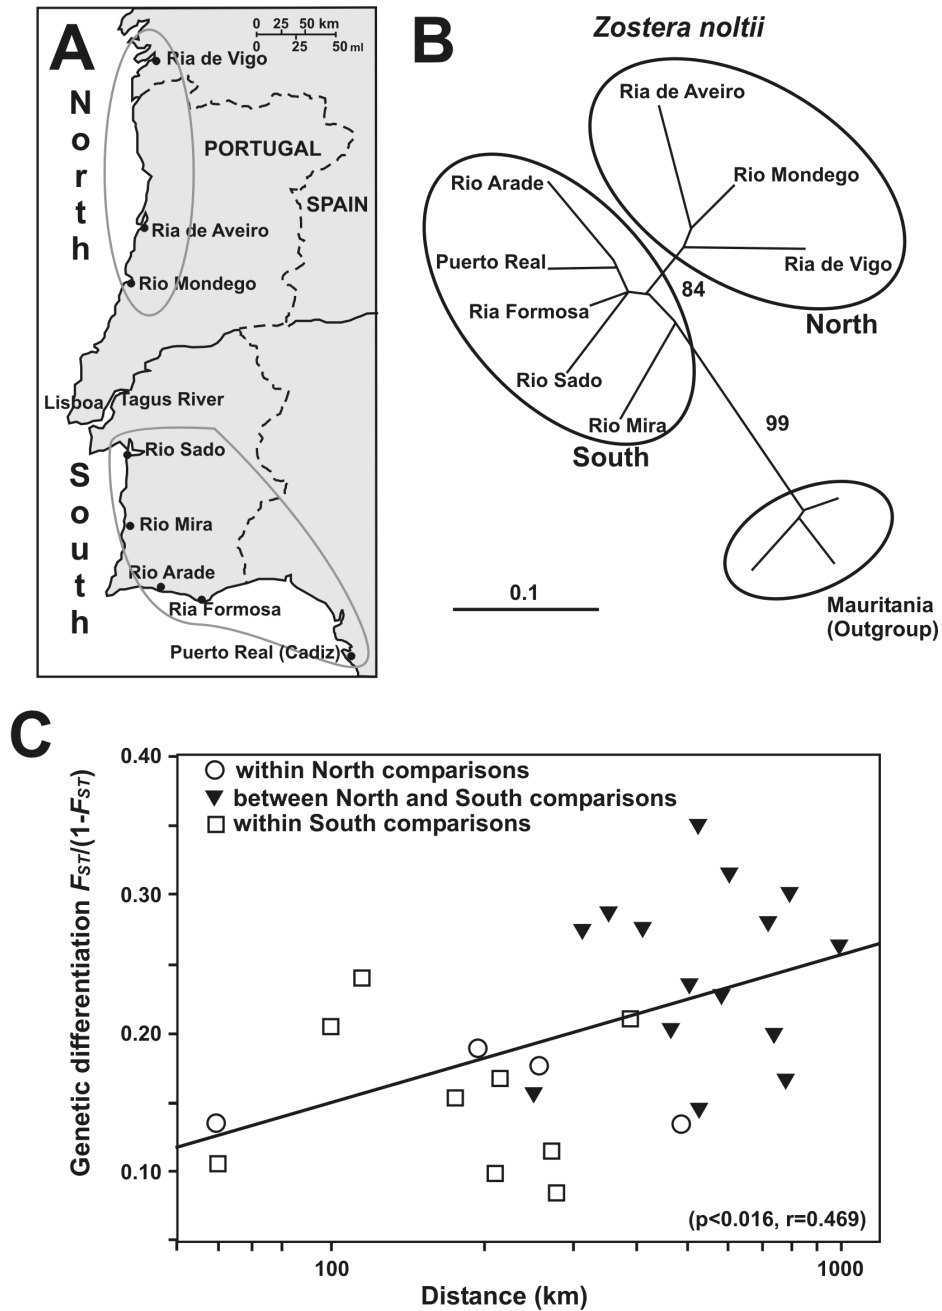 A
0 25 50 km
0 25 50 ml
Ria de Vigo
North
PORTUGAL
SPAIN
Ria de Aveiro
Rio Mondego
Lisboa
Tagus River
South
Rio Sado
Rio Mira
Rio Arade
Ria Formosa
Puerto Real (Cadiz)
B
Zostera noltii
Ria de Aveiro
Rio Mondego
Ria de Vigo
North
Rio Arade
Puerto Real
Ria Formosa
Rio Sado
Rio Mira
South
84
99
0.1
Mauritania
(Outgroup)
C
Genetic differentiation FST/(1-FST)
0.40
0.30
0.20
0.10
within North comparisons
between North and South comparisons
within South comparisons
(p<0.016, r=0.469)
100
1000
Distance (km)